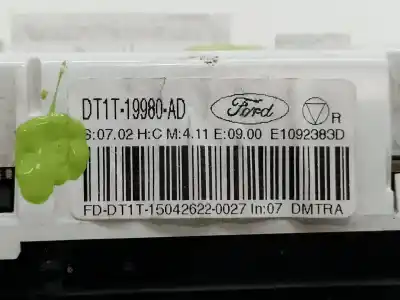 DT1T-19980-AD Ford
S:07.02 H:C M:4.11 E:09.00 E1092383D R
FD-DT1T-15042622-0027 In:07 DMTRA